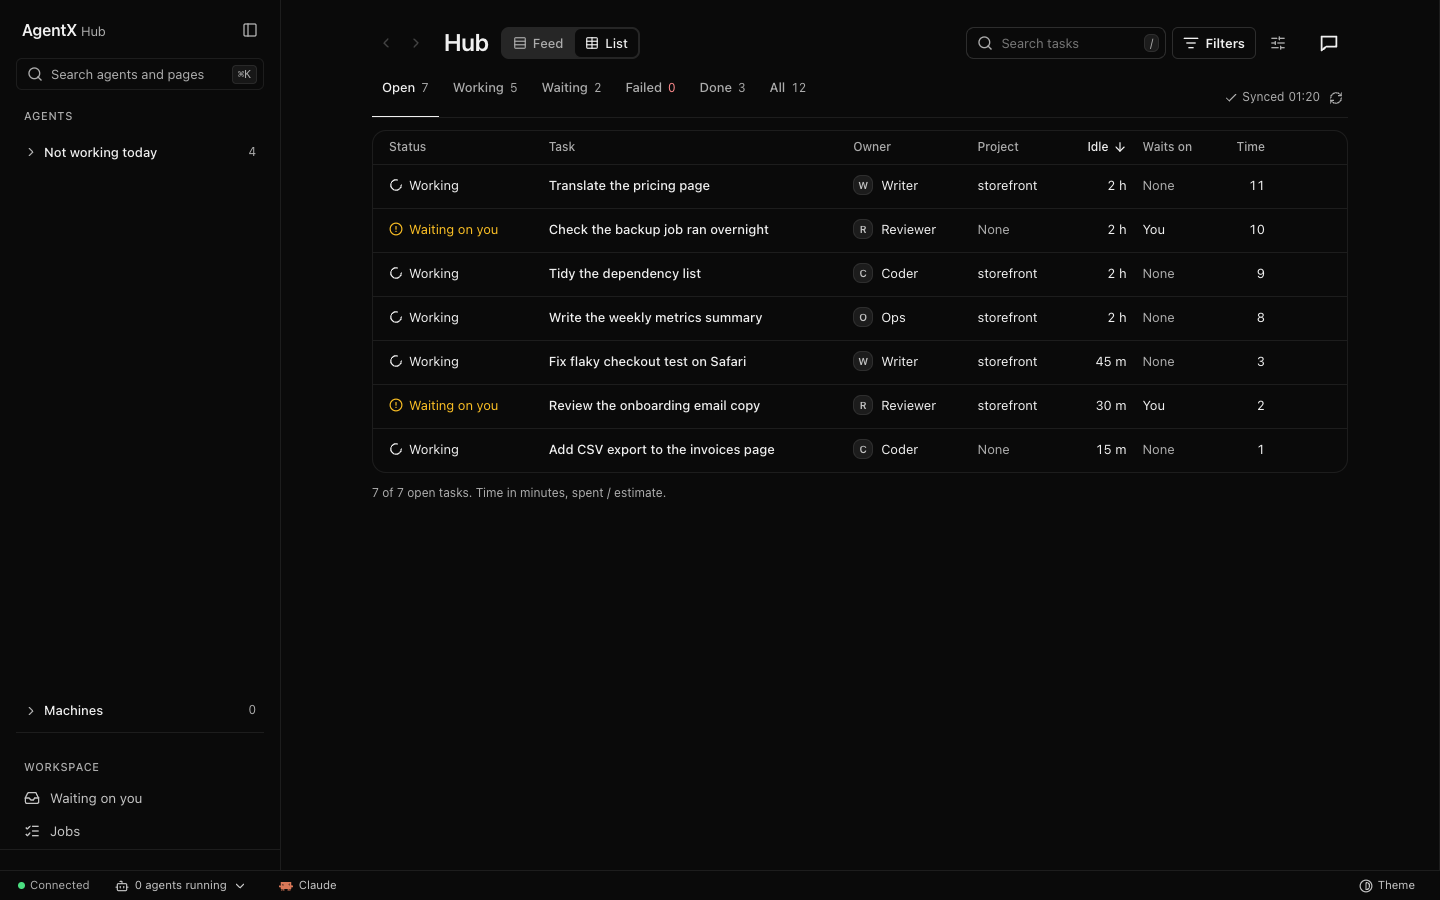 AgentX Hub
Search agents and pages ⌘K
AGENTS
Not working today 4
Machines 0
WORKSPACE
Waiting on you
Jobs
Hub Feed List
Search tasks / Filters
Open 7 Working 5 Waiting 2 Failed 0 Done 3 All 12
Synced 01:20
Status Task Owner Project Idle ↓ Waits on Time
Working Translate the pricing page W Writer storefront 2 h None 11
Waiting on you Check the backup job ran overnight R Reviewer None 2 h You 10
Working Tidy the dependency list C Coder storefront 2 h None 9
Working Write the weekly metrics summary O Ops storefront 2 h None 8
Working Fix flaky checkout test on Safari W Writer storefront 45 m None 3
Waiting on you Review the onboarding email copy R Reviewer storefront 30 m You 2
Working Add CSV export to the invoices page C Coder None 15 m None 1
7 of 7 open tasks. Time in minutes, spent / estimate.
Connected 0 agents running Claude Theme